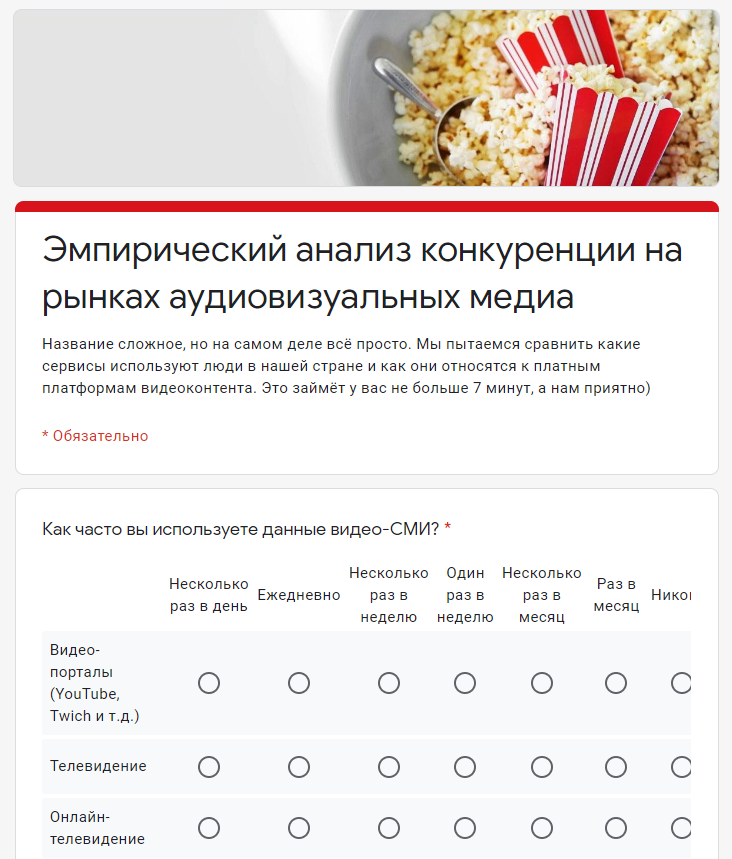 Эмпирический анализ конкуренции на
рынках аудиовизуальных медиа
Название сложное, но на самом деле всё просто. Мы пытаемся сравнить какие
сервисы используют люди в нашей стране и как они относятся к платным
платформам видеоконтента. Это займёт у вас не больше 7 минут, а нам приятно)
* Обязательно
Как часто вы используете данные видео-СМИ? *
Несколько
раз в день
Ежедневно
Несколько
раз в
неделю
Один
раз в
неделю
Несколько
раз в
месяц
Раз в
месяц
Видео-
порталы
(YouTube,
Twich и т.д.)
Телевидение
Онлайн-
телевидение